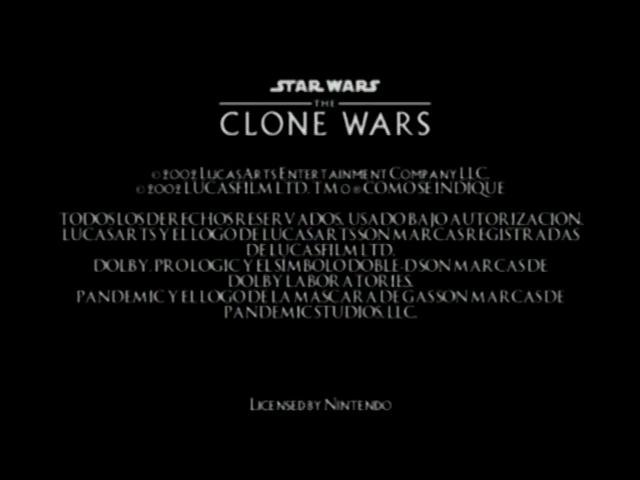 STAR WARS
THE
CLONE WARS
©2002 LUCASARTS ENTERTAINMENT COMPANY LLC.
©2002 LUCASFILM LTD. TM O ® COMO SE INDIQUE
TODOS LOS DERECHOS RESERVADOS. USADO BAJO AUTORIZACION.
LUCASARTS Y EL LOGO DE LUCASARTS SON MARCAS REGISTRADAS
DE LUCASFILM LTD.
DOLBY, PRO LOGIC Y EL SÍMBOLO DOBLE-D SON MARCAS DE
DOLBY LABORATORIES.
PANDEMIC Y EL LOGO DE LA MASCARA DE GAS SON MARCAS DE
PANDEMIC STUDIOS, LLC.
LICENSED BY NINTENDO